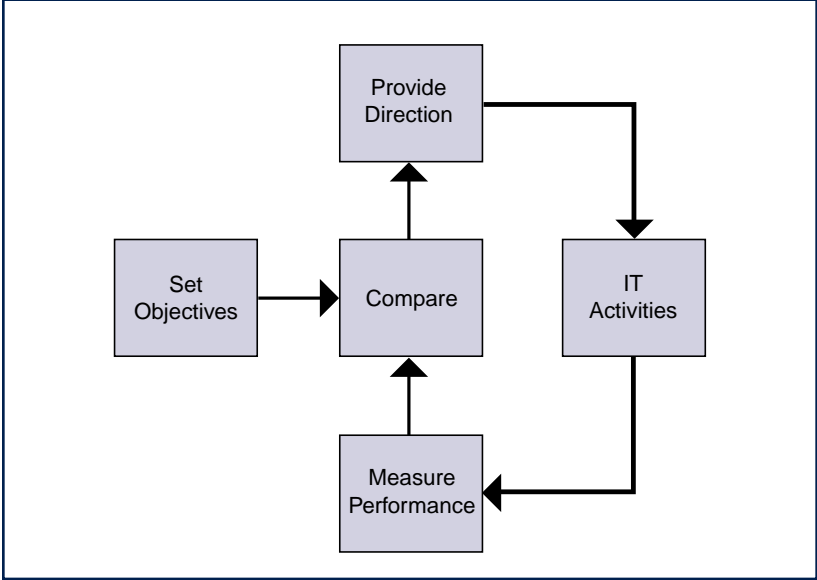 Provide
Direction
Set
Objectives
Compare
IT
Activities
Measure
Performance